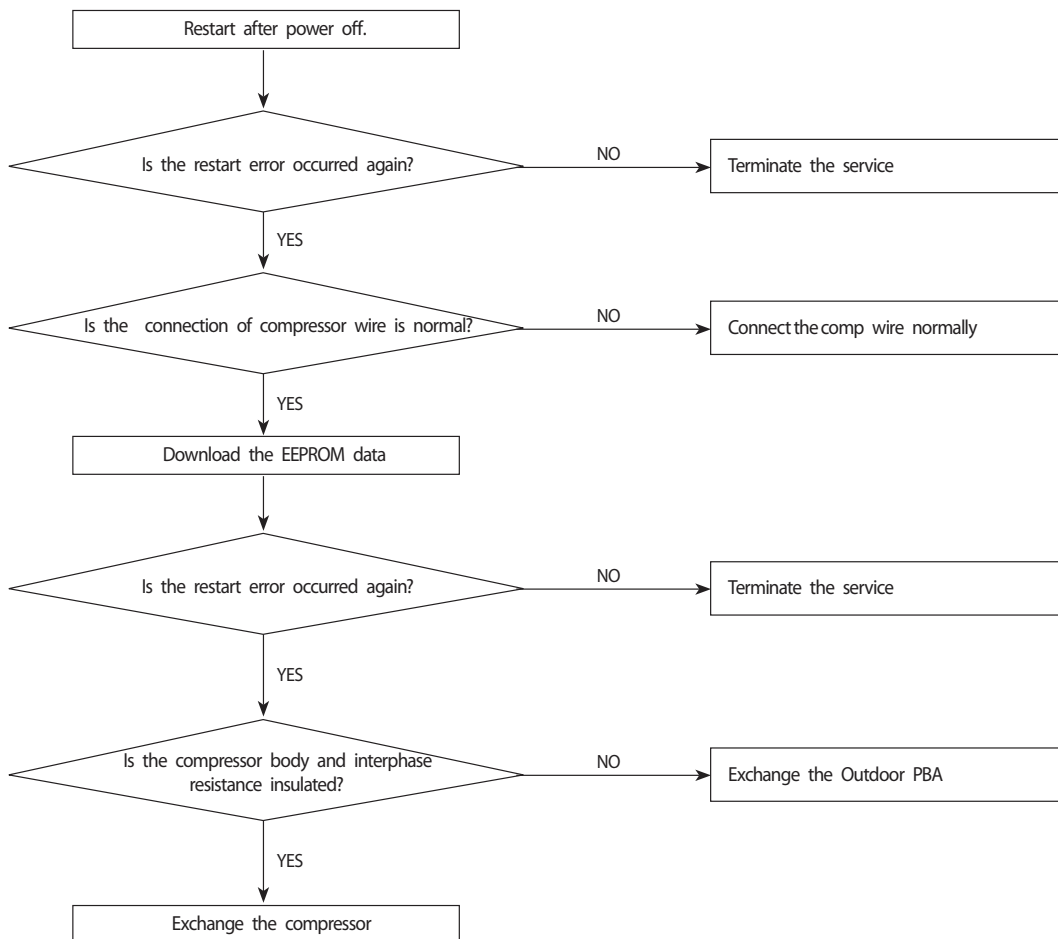 Restart after power off.
Is the restart error occurred again?
NO
Terminate the service
YES
Is the connection of compressor wire is normal?
NO
Connect the comp wire normally
YES
Download the EEPROM data
Is the restart error occurred again?
NO
Terminate the service
YES
Is the compressor body and interphase
resistance insulated?
NO
Exchange the Outdoor PBA
YES
Exchange the compressor